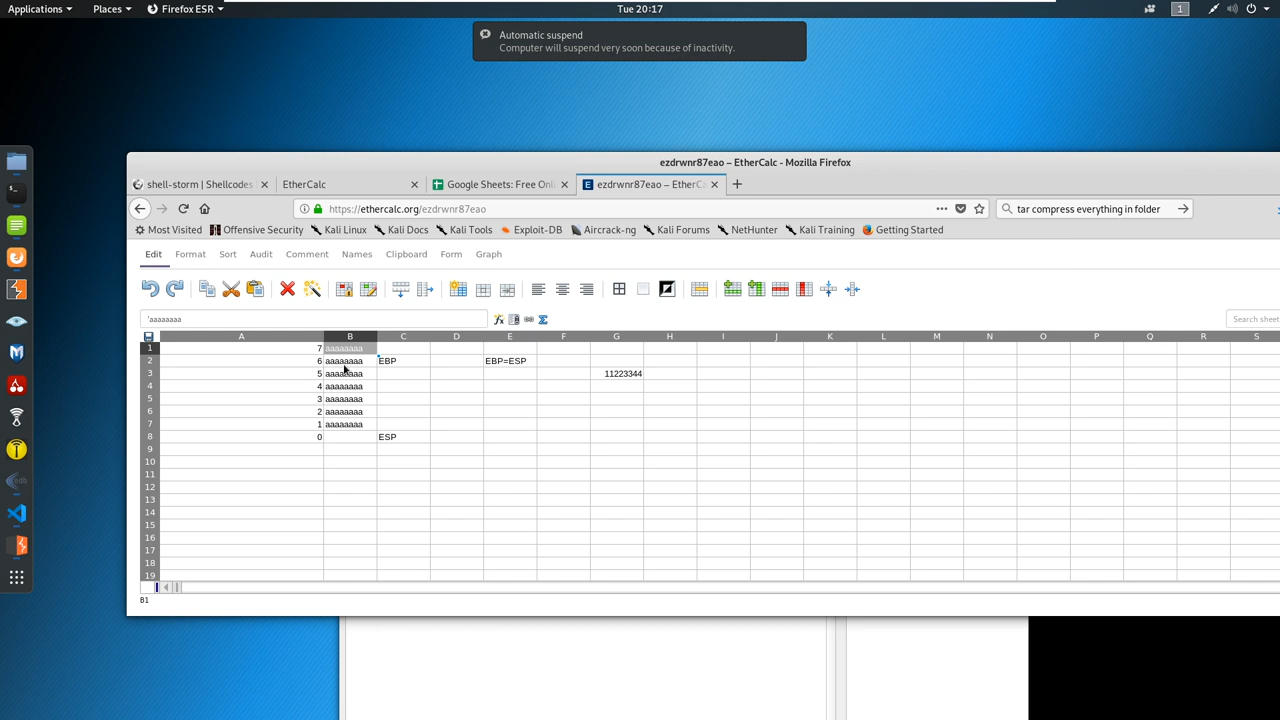 Applications Places Firefox ESR Tue 20:17 1
Automatic suspend
Computer will suspend very soon because of inactivity.
ezdrwnr87eao – EtherCalc - Mozilla Firefox
shell-storm | Shellcodes EtherCalc Google Sheets: Free Onli ezdrwnr87eao – EtherCa
https://ethercalc.org/ezdrwnr87eao tar compress everything in folder
Most Visited Offensive Security Kali Linux Kali Docs Kali Tools Exploit-DB Aircrack-ng Kali Forums NetHunter Kali Training Getting Started
Edit Format Sort Audit Comment Names Clipboard Form Graph
'aaaaaaaa Search sheet
A B C D E F G H I J K L M N O P Q R S
1 7 aaaaaaaa
2 6 aaaaaaaa EBP EBP=ESP
3 5 aaaaaaaa 11223344
4 4 aaaaaaaa
5 3 aaaaaaaa
6 2 aaaaaaaa
7 1 aaaaaaaa
8 0 ESP
9
10
11
12
13
14
15
16
17
18
19
B1